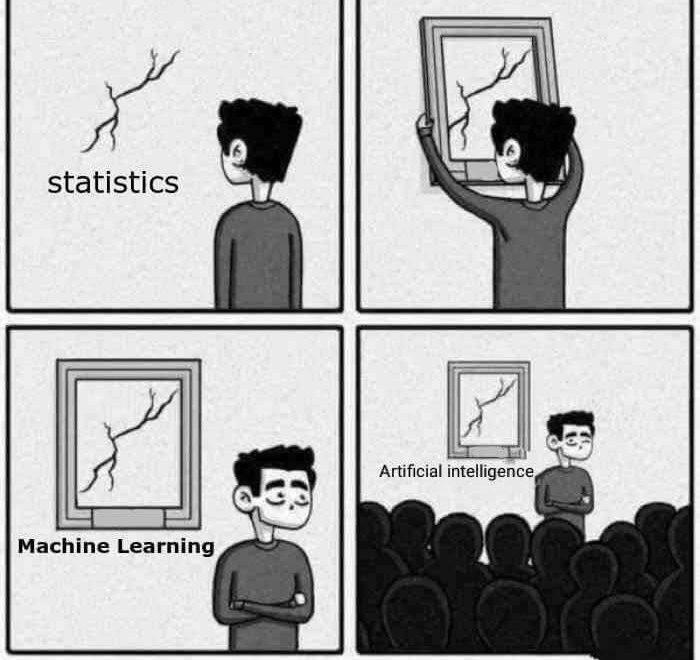 statistics
Machine Learning
Artificial intelligence